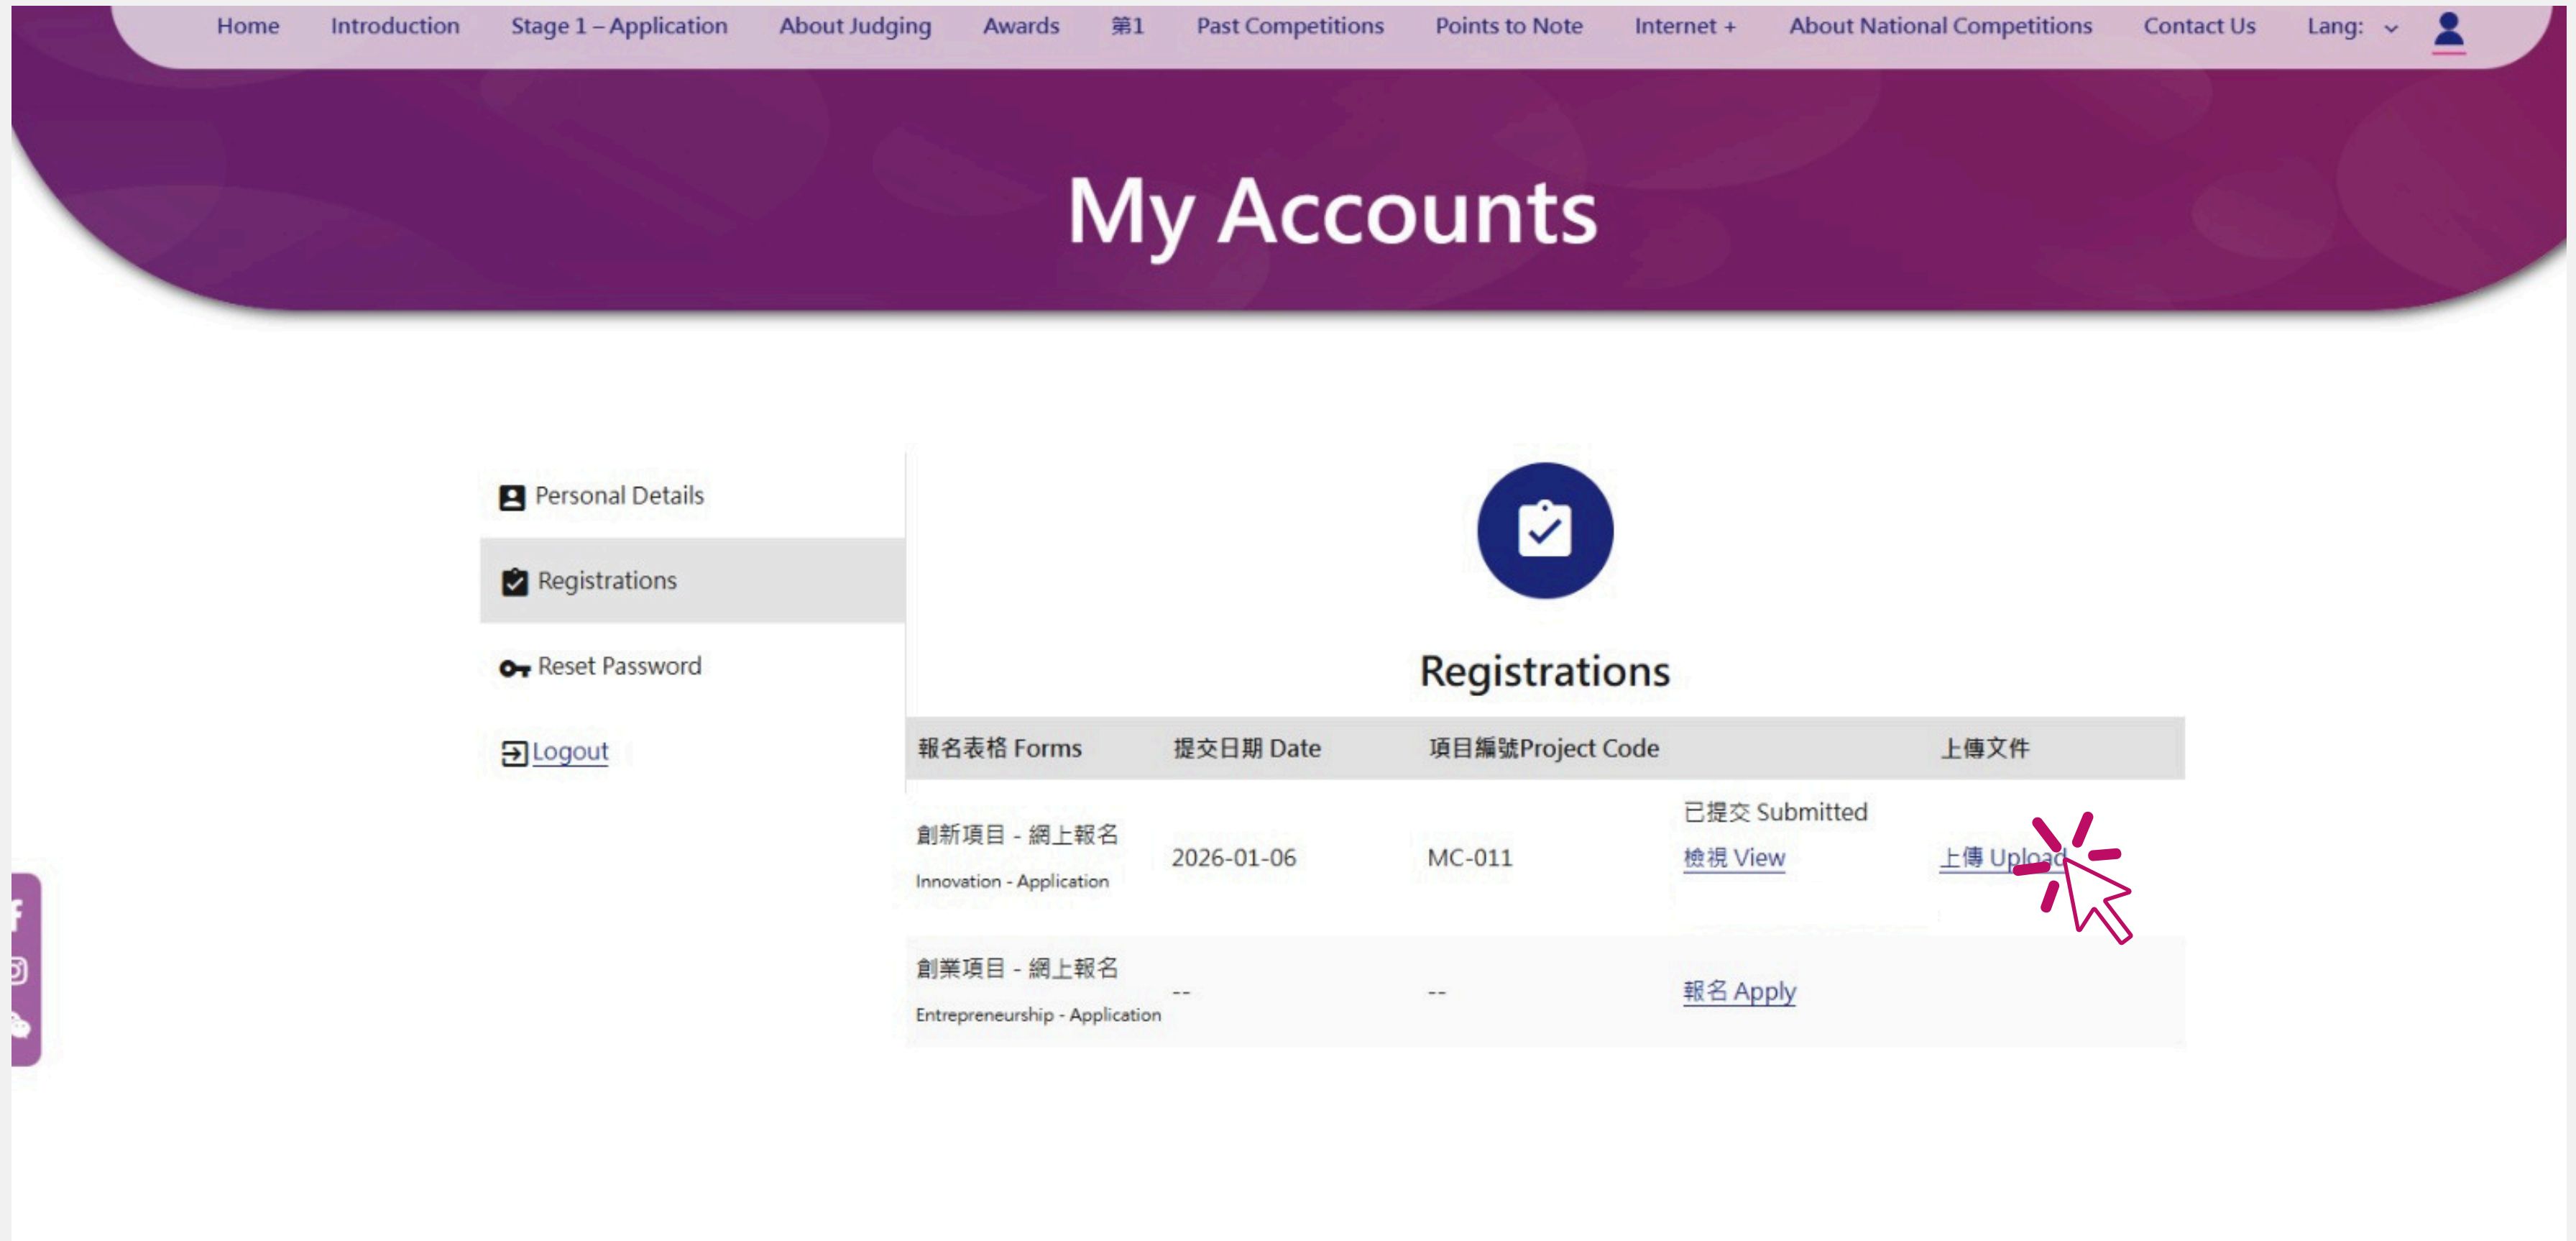 Home Introduction Stage 1 – Application About Judging Awards 第1 Past Competitions Points to Note Internet + About National Competitions Contact Us Lang:
My Accounts
Personal Details
Registrations
Reset Password
Logout
Registrations
報名表格 Forms 提交日期 Date 項目編號Project Code 上傳文件
創新項目 - 網上報名
Innovation - Application
2026-01-06
MC-011
已提交 Submitted
檢視 View
上傳 Upload
創業項目 - 網上報名
Entrepreneurship - Application
--
--
報名 Apply